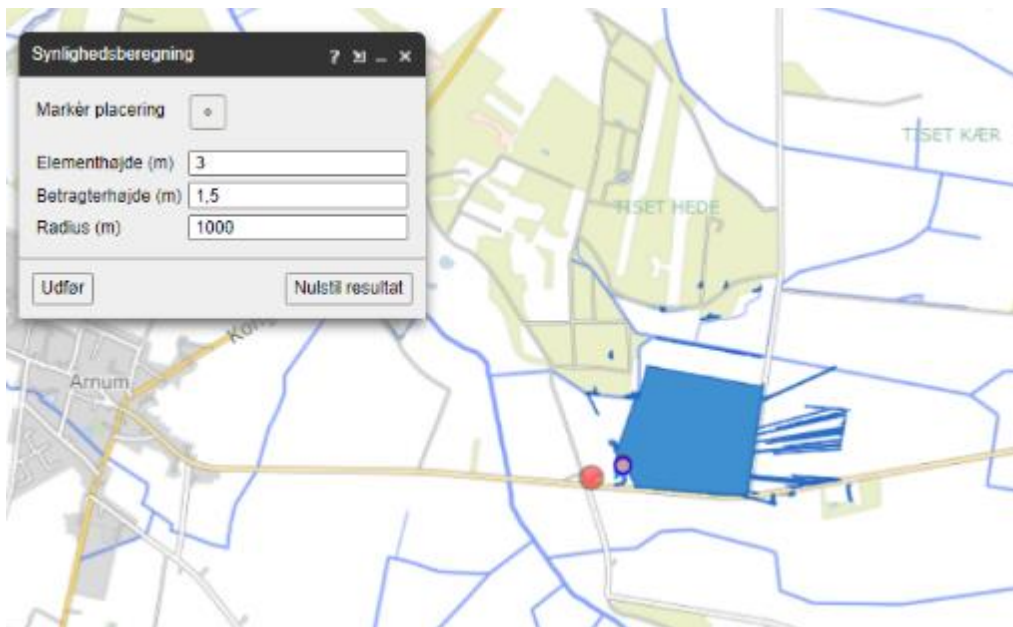 Synlighedsberegning
Markér placering
Elementhøjde (m) 3
Betragterhøjde (m) 1,5
Radius (m) 1000
Udfør
Nulstil resultat
TISET KÆR
TISET HEDE
Arnum